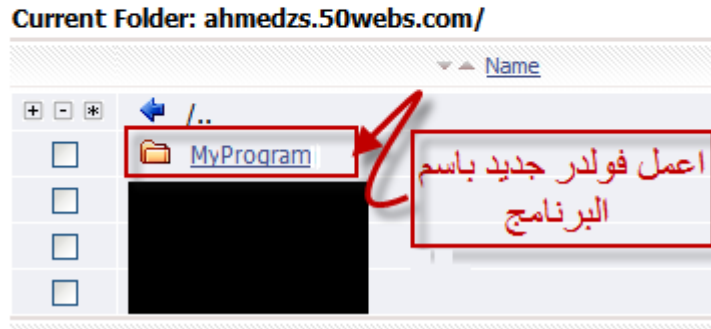 Current Folder: ahmedzs.50webs.com/
Name
/..
MyProgram
اعمل فولدر جديد باسم
البرنامج